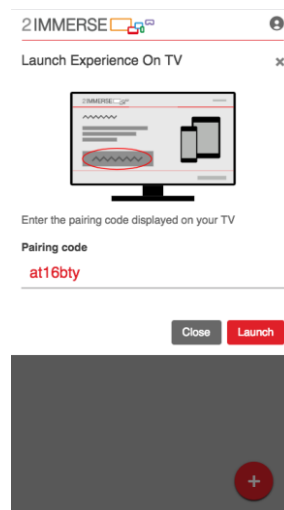 2IMMERSE
Launch Experience On TV
×
2IMMERSE
Enter the pairing code displayed on your TV
Pairing code
at16bty
Close Launch
+